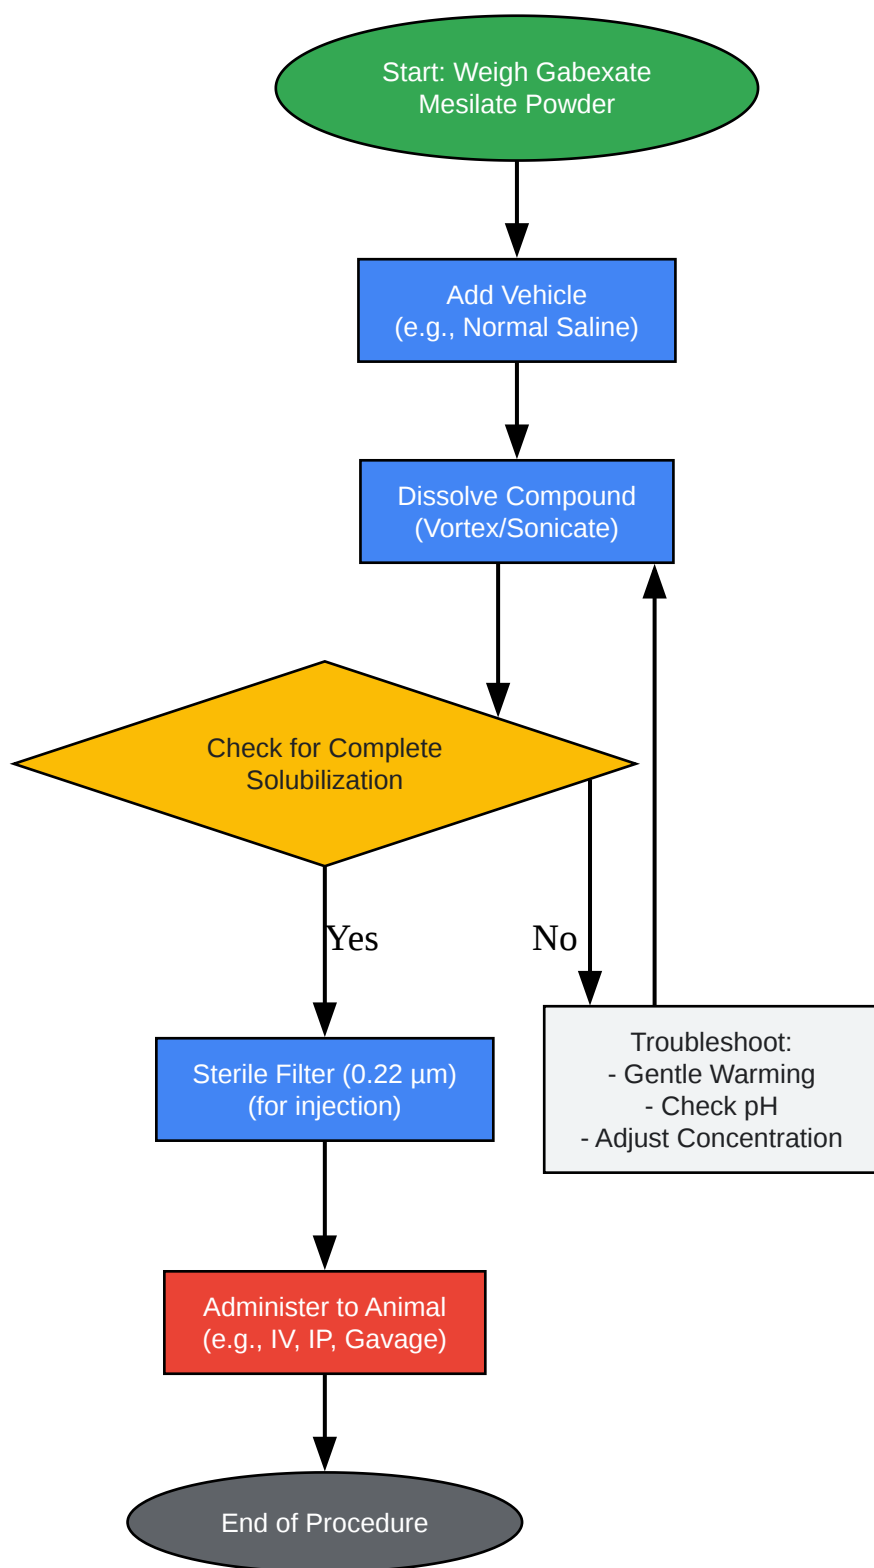 Start: Weigh Gabexate
Mesilate Powder
Add Vehicle
(e.g., Normal Saline)
Dissolve Compound
(Vortex/Sonicate)
Check for Complete
Solubilization
Yes
No
Troubleshoot:
- Gentle Warming
- Check pH
- Adjust Concentration
Sterile Filter (0.22 µm)
(for injection)
Administer to Animal
(e.g., IV, IP, Gavage)
End of Procedure